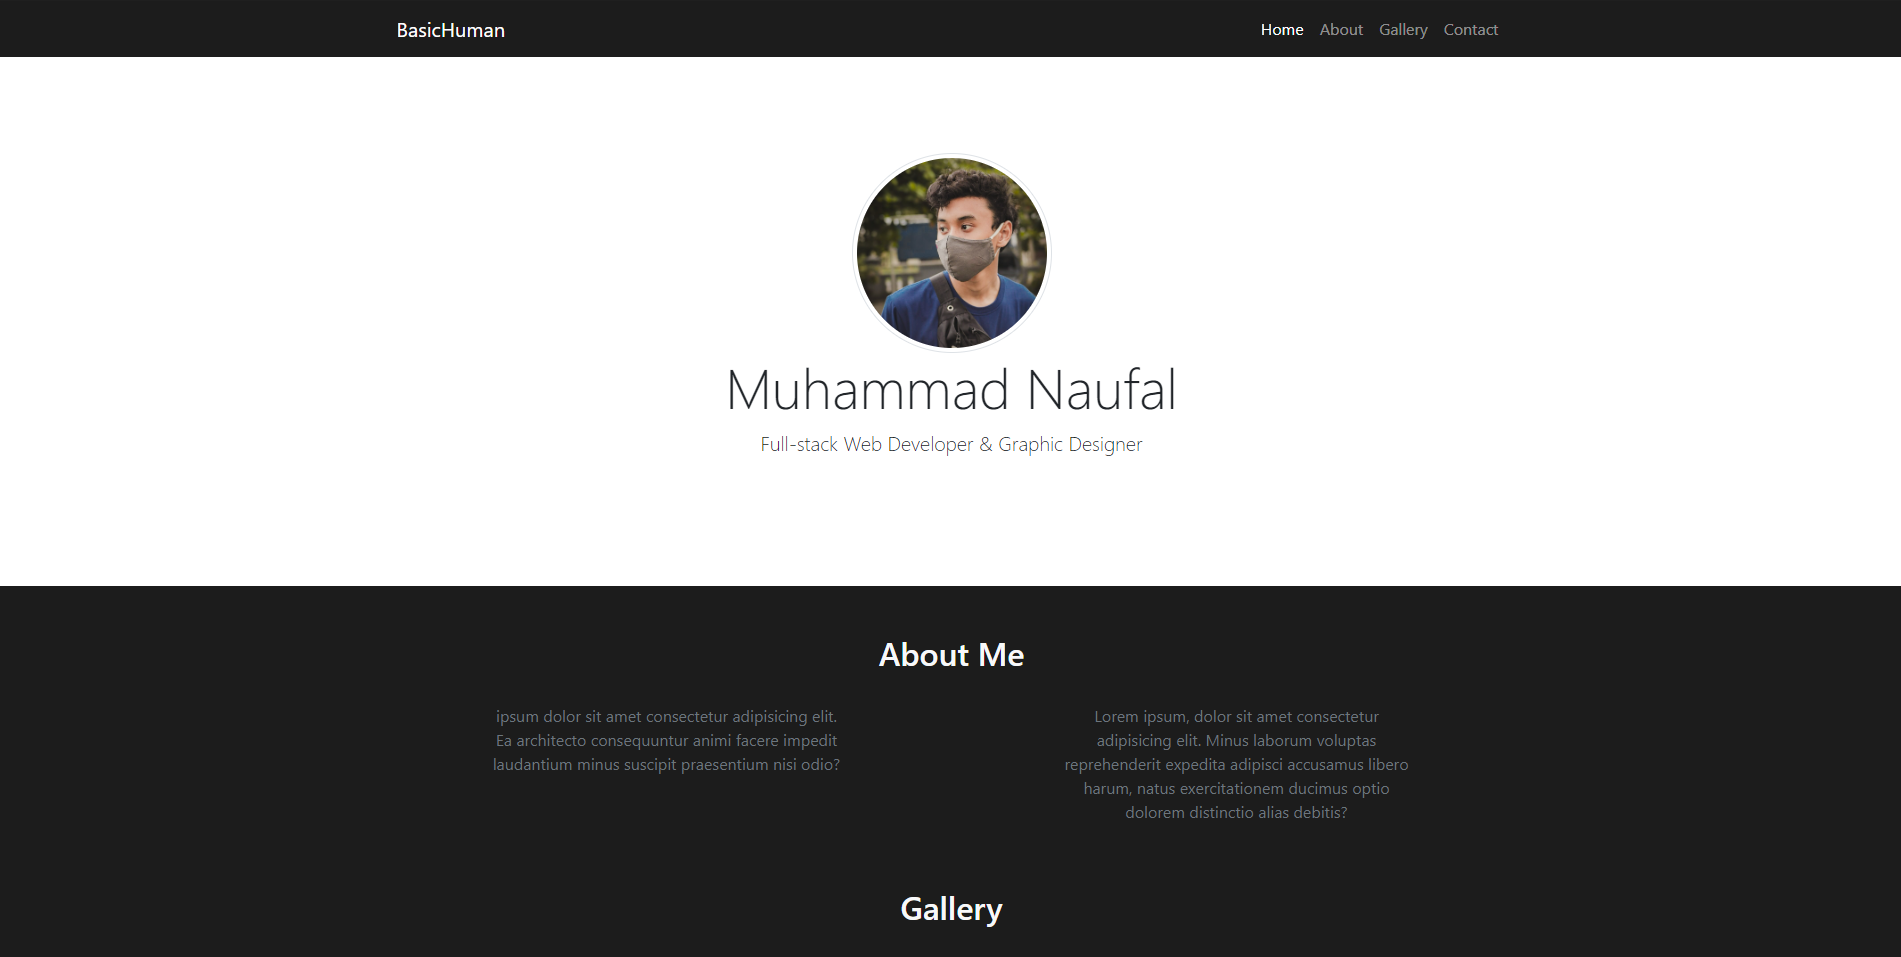 BasicHuman
Home About Gallery Contact
Muhammad Naufal
Full-stack Web Developer & Graphic Designer
About Me
ipsum dolor sit amet consectetur adipisicing elit.
Ea architecto consequuntur animi facere impedit
laudantium minus suscipit praesentium nisi odio?
Lorem ipsum, dolor sit amet consectetur
adipisicing elit. Minus laborum voluptas
reprehenderit expedita adipisci accusamus libero
harum, natus exercitationem ducimus optio
dolorem distinctio alias debitis?
Gallery